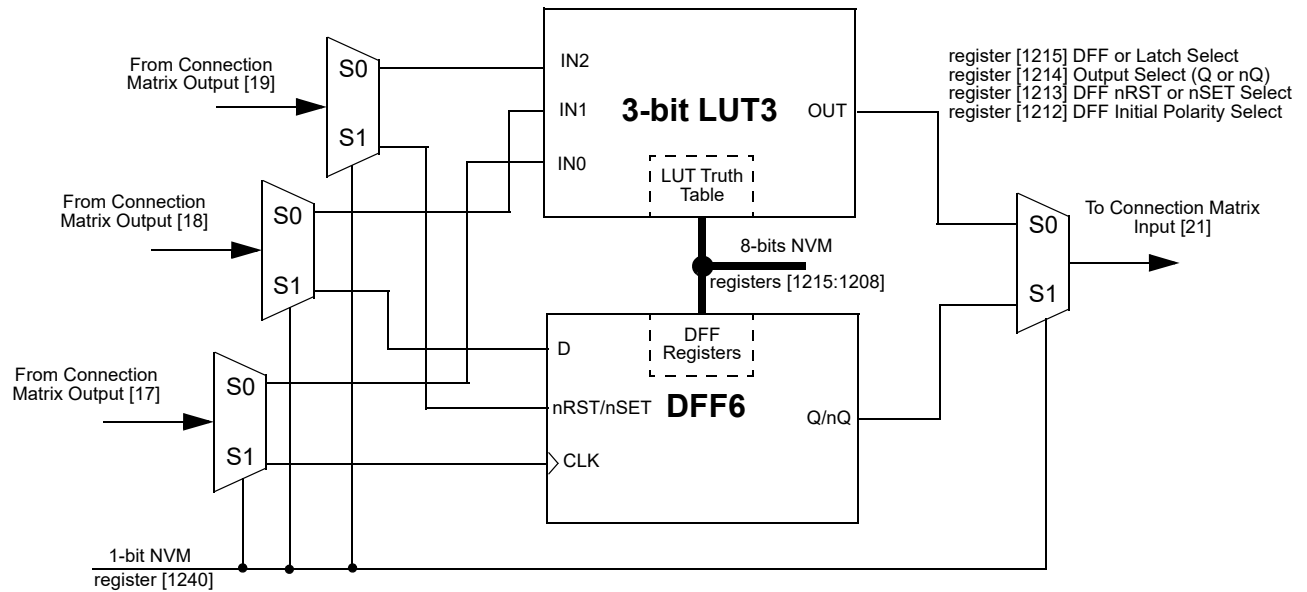 From Connection
Matrix Output [19]
S0
S1
From Connection
Matrix Output [18]
S0
S1
From Connection
Matrix Output [17]
S0
S1
1-bit NVM
register [1240]
IN2
IN1
IN0
3-bit LUT3
OUT
LUT Truth
Table
8-bits NVM
registers [1215:1208]
DFF
Registers
D
nRST/nSET
CLK
DFF6
Q/nQ
register [1215] DFF or Latch Select
register [1214] Output Select (Q or nQ)
register [1213] DFF nRST or nSET Select
register [1212] DFF Initial Polarity Select
S0
S1
To Connection Matrix
Input [21]